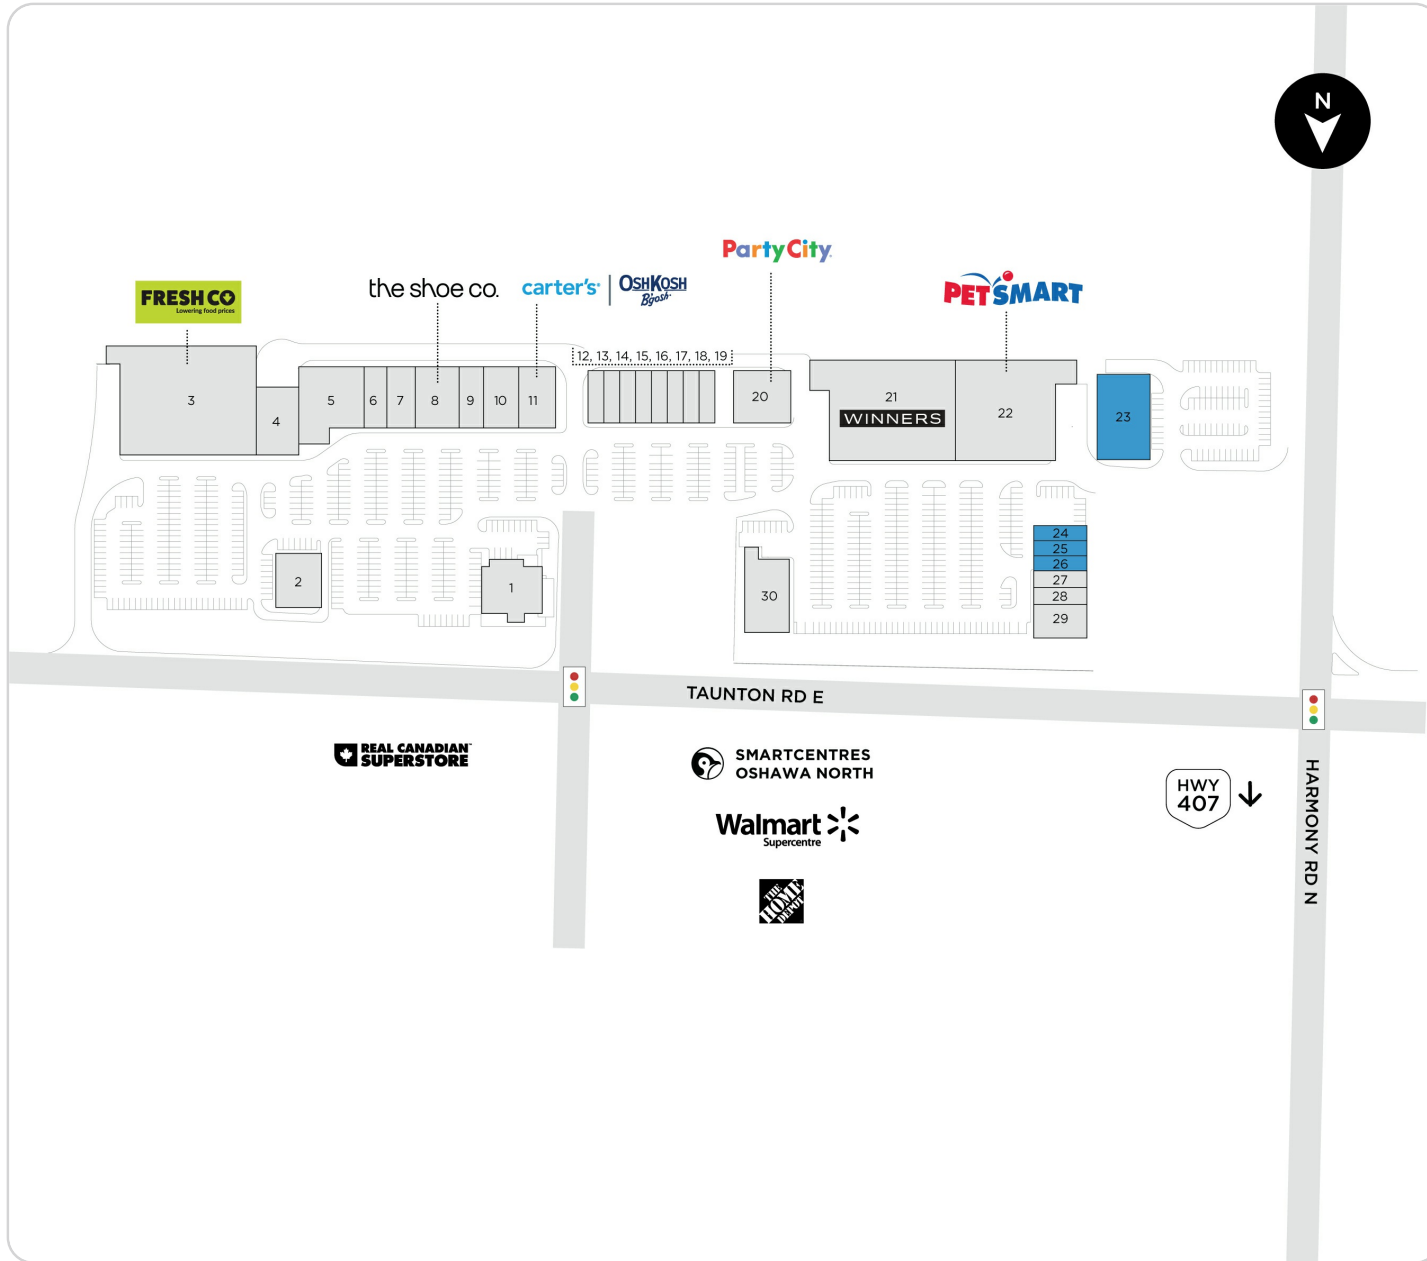 N
Party City
FRESHCO
Lowering food prices
the shoe co.
carter's
OSHKOSH
B'gosh
PETSMART
12, 13, 14, 15, 16, 17, 18, 19
3
4
5
6
7
8
9
10
11
20
21
WINNERS
22
23
24
25
26
27
28
29
30
2
1
TAUNTON RD E
REAL CANADIAN
SUPERSTORE
SMARTCENTRES
OSHAWA NORTH
Walmart
Supercentre
THE
HOME
DEPOT
HWY
407
HARMONY RD N